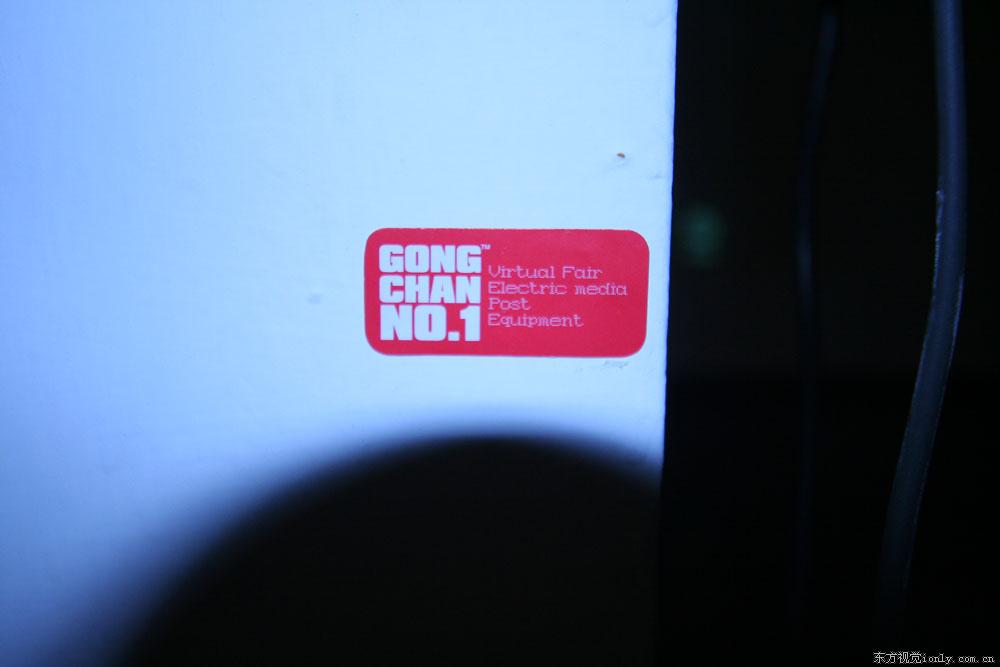 GONG™
CHAN
NO.1
Virtual Fair
Electric media
Post
Equipment
东方视觉ionly.com.cn